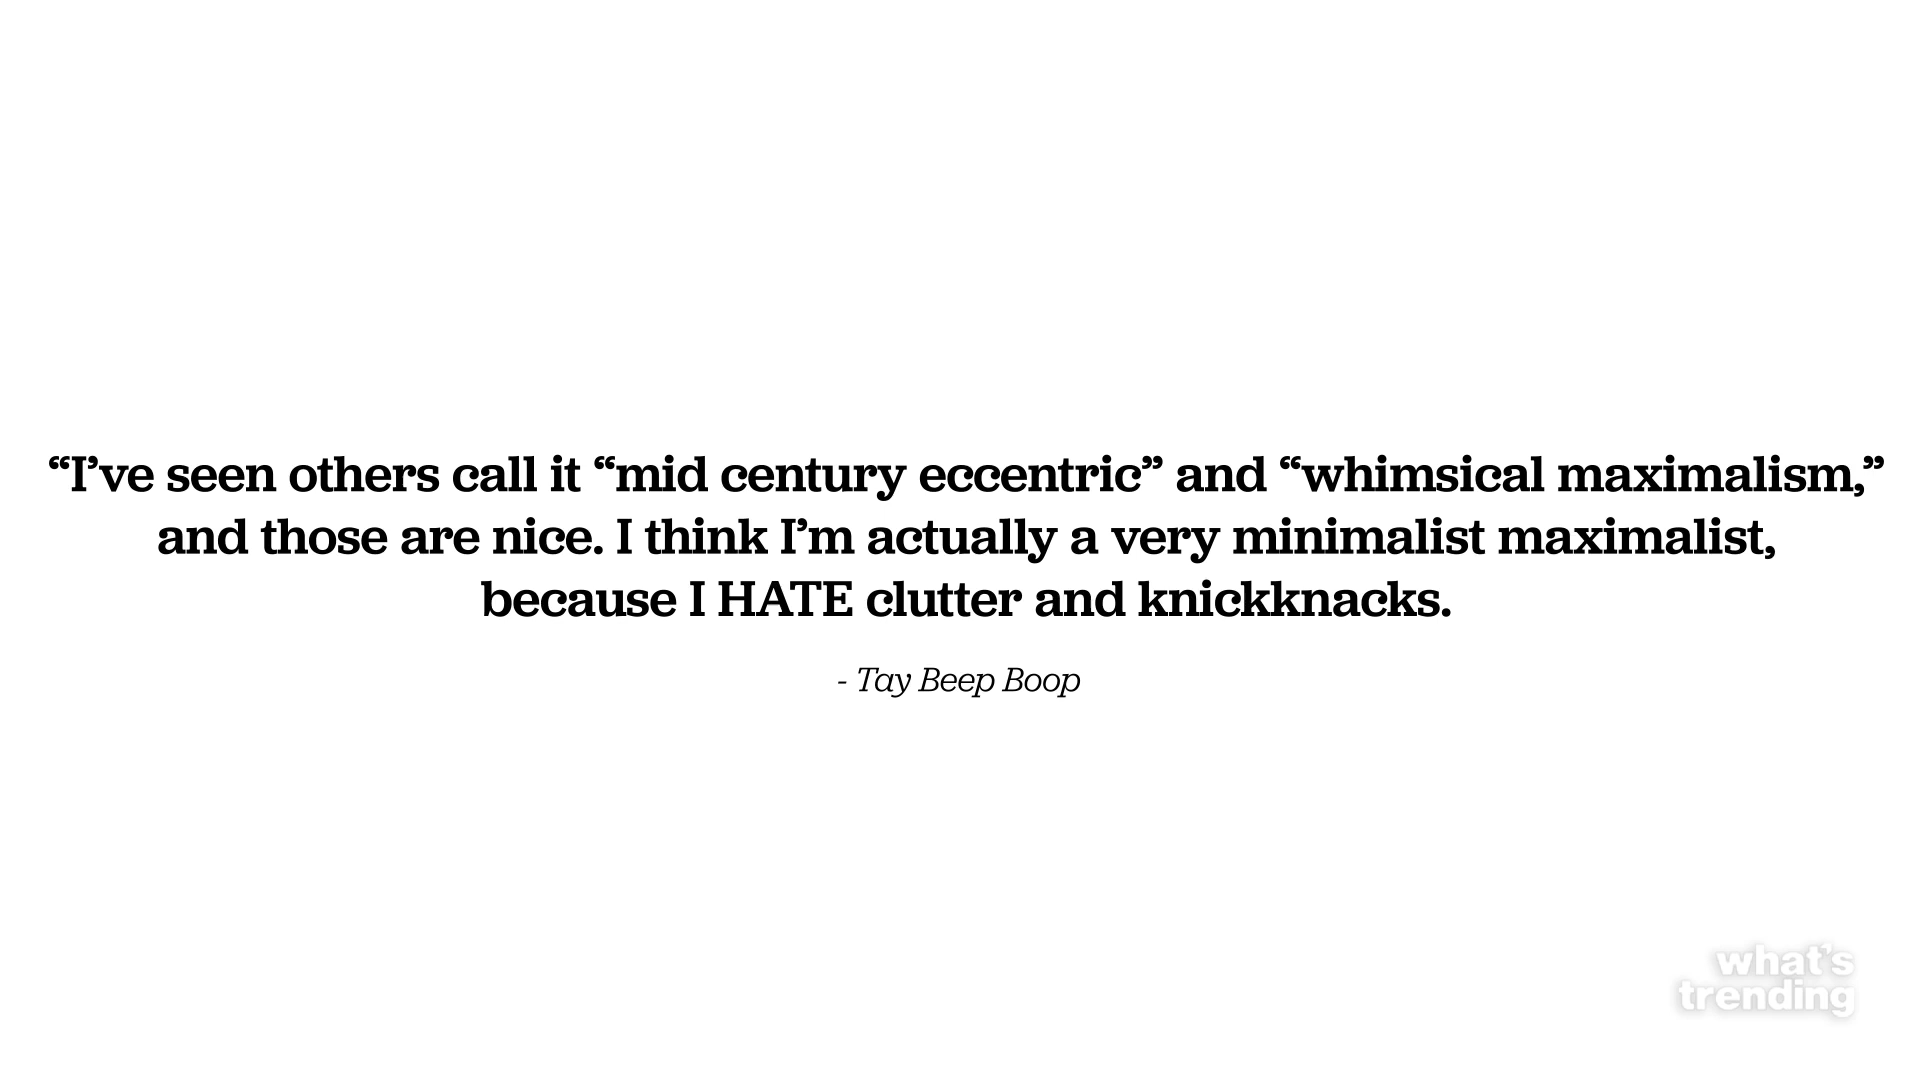 “I’ve seen others call it “mid century eccentric” and “whimsical maximalism,”
and those are nice. I think I’m actually a very minimalist maximalist,
because I HATE clutter and knickknacks.
- Tay Beep Boop
what’s
trending